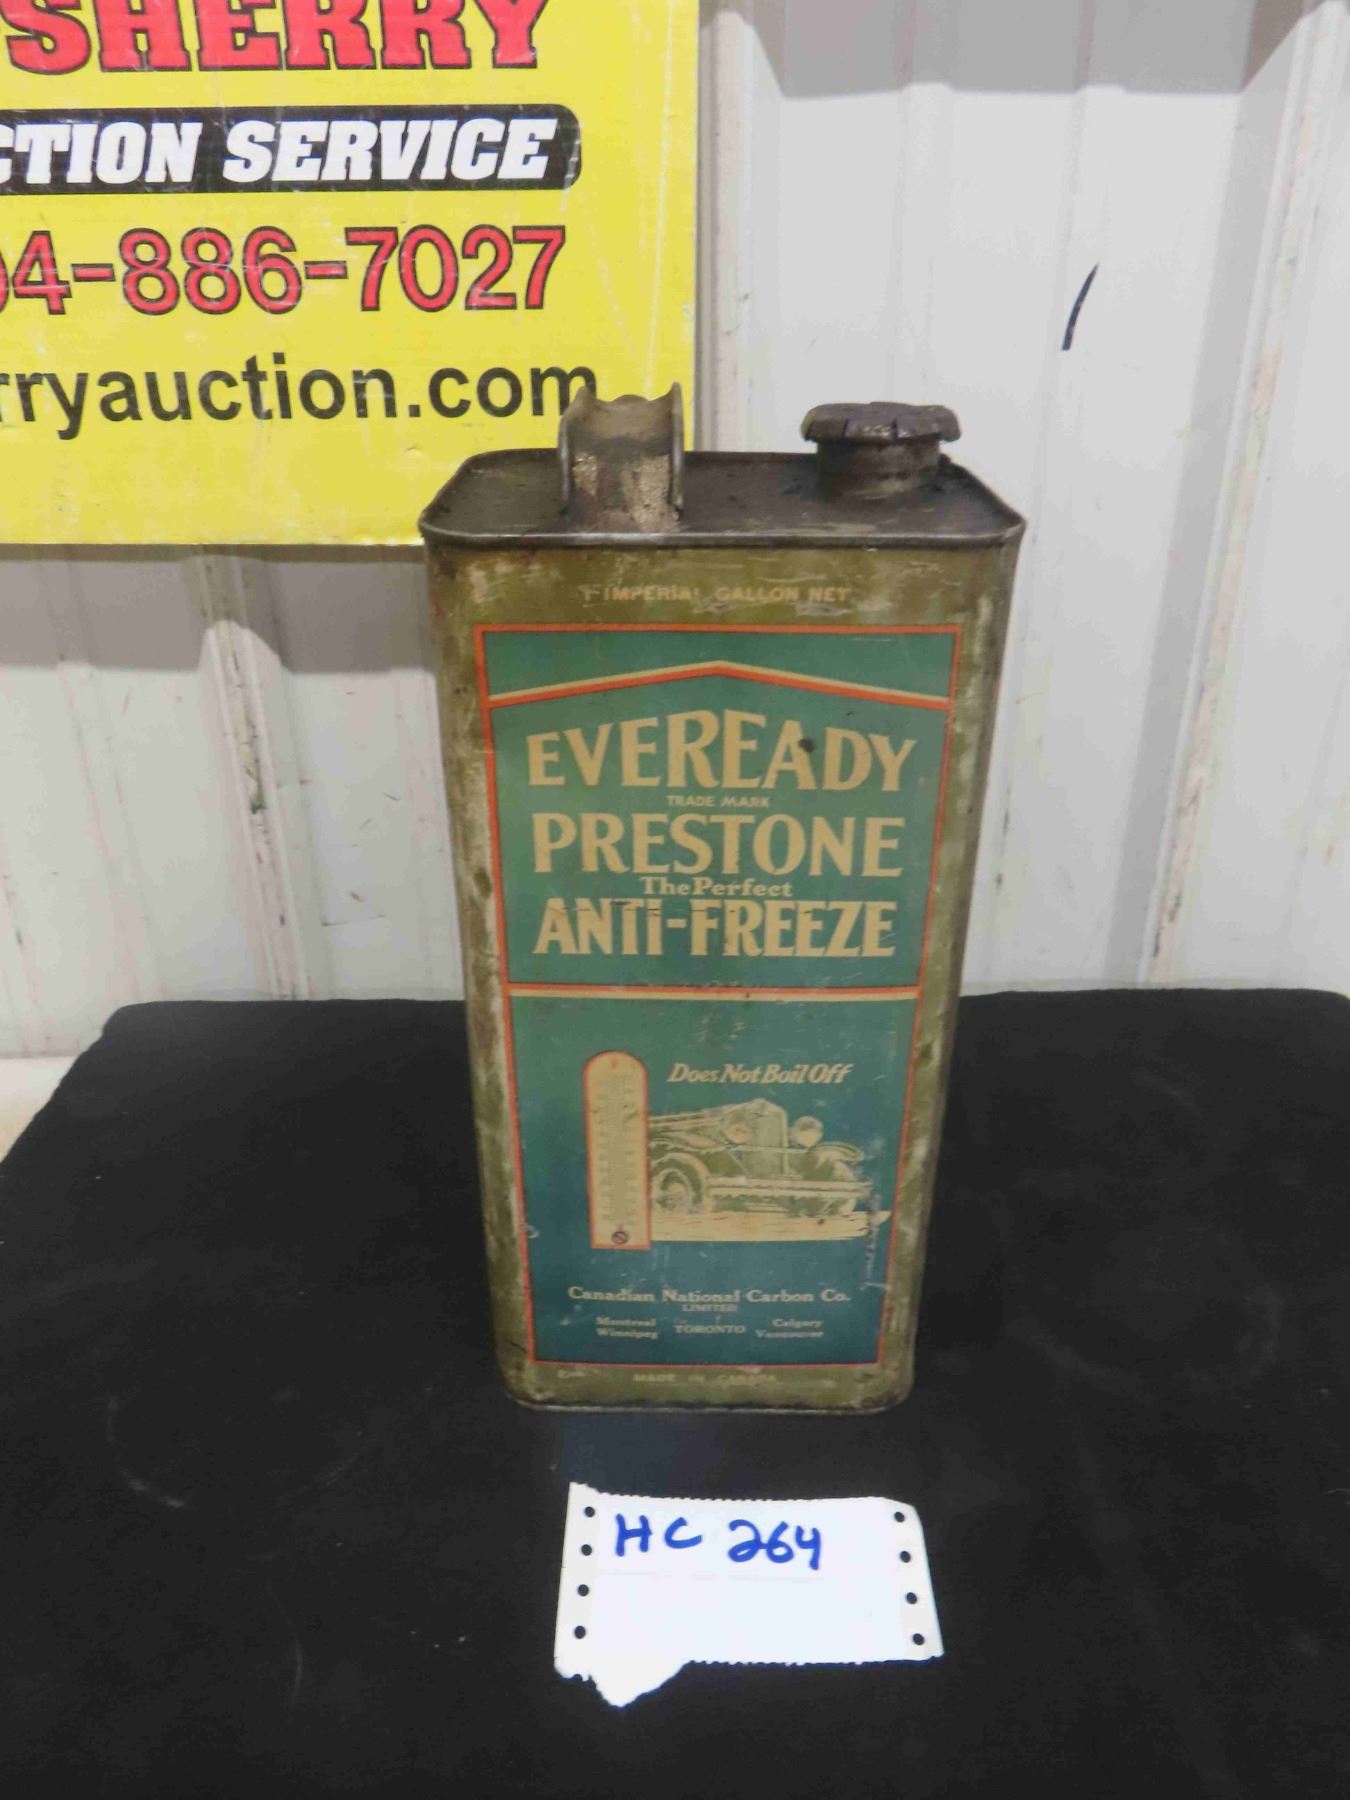 SHERRY
CTION SERVICE
04-886-7027
rryauction.com
IMPERIAL GALLON NET
EVEREADY
TRADE MARK
PRESTONE
The Perfect
ANTI-FREEZE
Does Not Boil Off
Canadian National Carbon Co.
LIMITED
Montreal TORONTO Calgary
Winnipeg Vancouver
MADE IN CANADA
HC 264